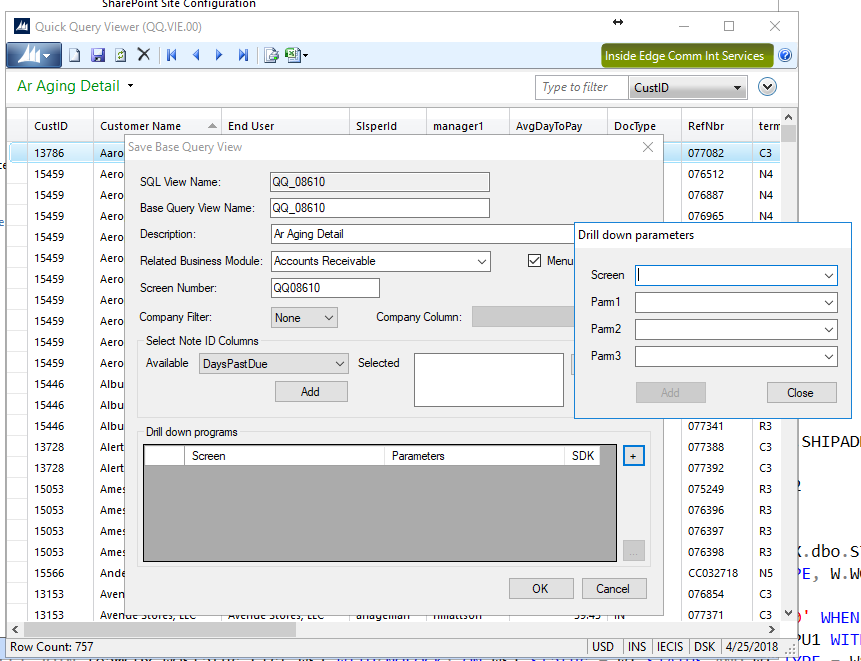 SharePoint Site Configuration
Quick Query Viewer (QQ.VIE.00)
Inside Edge Comm Int Services
Ar Aging Detail
Type to filter
CustID
CustID Customer Name End User Slsperld manager1 AvgDayToPay DocType RefNbr term
13786 Aaro 077082 C3
15459 Aero 076512 N4
15459 Aero 076887 N4
15459 Aero 076965 N4
15459 Aero
15459 Aero
15459 Aero
15459 Aero
15459 Aero
15459 Aero
15459 Aero
15446 Albu
15446 Albu
15446 Albu 077341 R3
13728 Alert 077388 C3
13728 Alert 077392 C3
15053 Ames 075249 R3
15053 Ames 076396 R3
15053 Ames 076397 R3
15053 Ames 076398 R3
15566 Ande CC032718 N5
13153 Aven 076854 C3
13153 Avenue Stores, LLC Avenue Stores, LLC anagelman mmattson 59.43 IN 077371 C3
Save Base Query View
SQL View Name: QQ_08610
Base Query View Name: QQ_08610
Description: Ar Aging Detail
Related Business Module: Accounts Receivable Menu
Screen Number: QQ08610
Company Filter: None Company Column:
Select Note ID Columns
Available DaysPastDue Selected
Add
Drill down programs
Screen Parameters SDK
+
...
OK Cancel
Drill down parameters
Screen
Parm1
Parm2
Parm3
Add Close
SHIPADD
K.dbo.S
PE, W.WO
' WHEN
PU1 WIT
Row Count: 757
USD INS IECIS DSK 4/25/2018